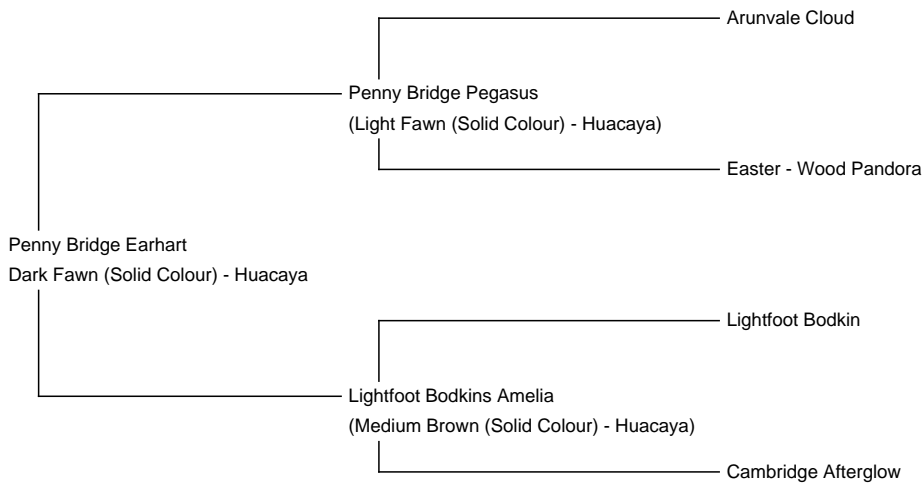 Arunvale Cloud
Penny Bridge Pegasus
(Light Fawn (Solid Colour) - Huacaya)
Easter - Wood Pandora
Penny Bridge Earhart
Dark Fawn (Solid Colour) - Huacaya
Lightfoot Bodkin
Lightfoot Bodkins Amelia
(Medium Brown (Solid Colour) - Huacaya)
Cambridge Afterglow